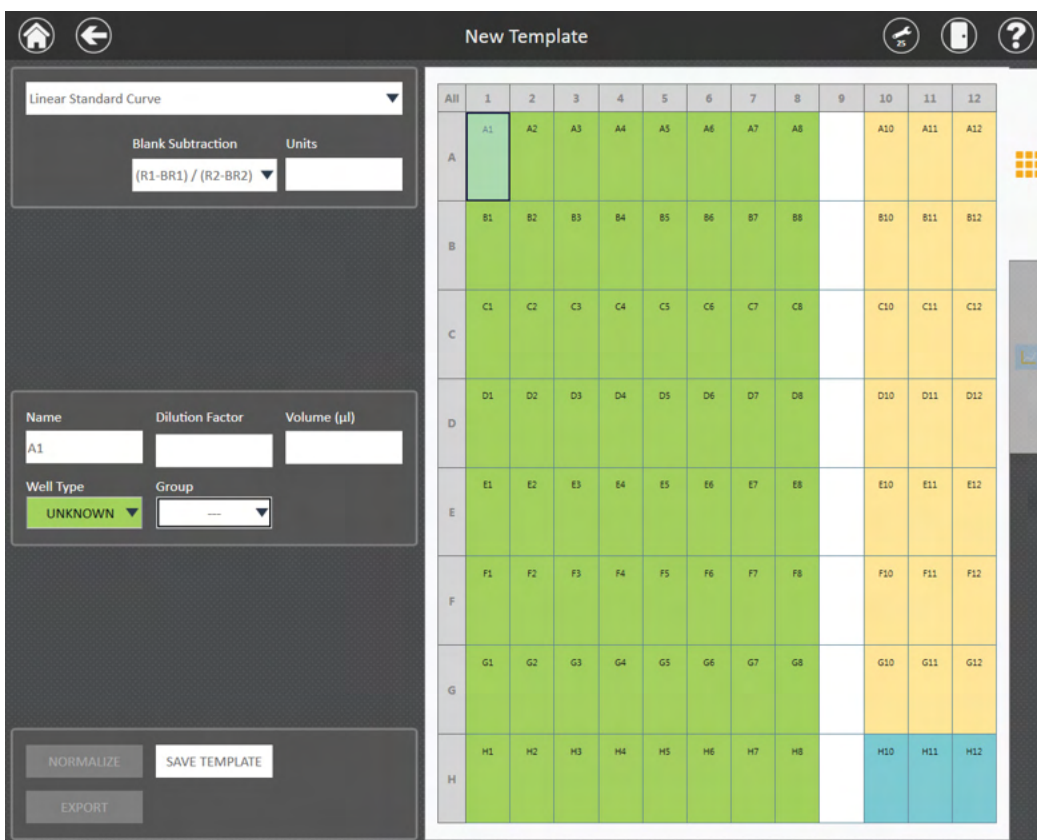 New Template
25
?
Linear Standard Curve
Blank Subtraction Units
(R1-BR1) / (R2-BR2)
Name Dilution Factor Volume (µl)
A1
Well Type Group
UNKNOWN ---
NORMALIZE SAVE TEMPLATE
EXPORT
All 1 2 3 4 5 6 7 8 9 10 11 12
A A1 A2 A3 A4 A5 A6 A7 A8 A10 A11 A12
B B1 B2 B3 B4 B5 B6 B7 B8 B10 B11 B12
C C1 C2 C3 C4 C5 C6 C7 C8 C10 C11 C12
D D1 D2 D3 D4 D5 D6 D7 D8 D10 D11 D12
E E1 E2 E3 E4 E5 E6 E7 E8 E10 E11 E12
F F1 F2 F3 F4 F5 F6 F7 F8 F10 F11 F12
G G1 G2 G3 G4 G5 G6 G7 G8 G10 G11 G12
H H1 H2 H3 H4 H5 H6 H7 H8 H10 H11 H12